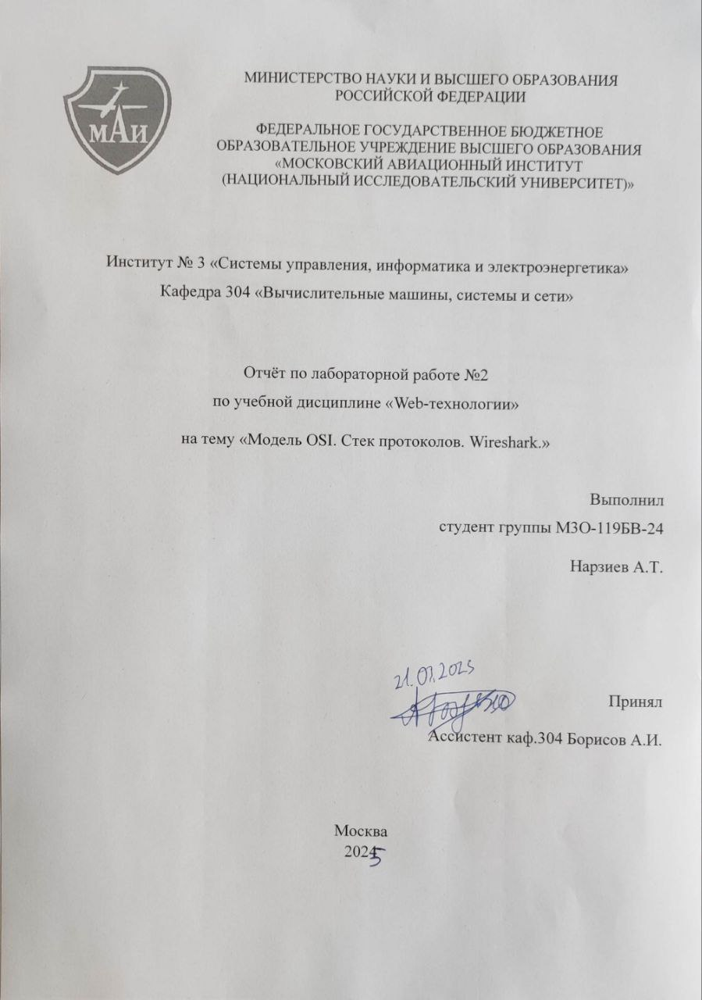 МАИ
МИНИСТЕРСТВО НАУКИ И ВЫСШЕГО ОБРАЗОВАНИЯ
РОССИЙСКОЙ ФЕДЕРАЦИИ
ФЕДЕРАЛЬНОЕ ГОСУДАРСТВЕННОЕ БЮДЖЕТНОЕ
ОБРАЗОВАТЕЛЬНОЕ УЧРЕЖДЕНИЕ ВЫСШЕГО ОБРАЗОВАНИЯ
«МОСКОВСКИЙ АВИАЦИОННЫЙ ИНСТИТУТ
(НАЦИОНАЛЬНЫЙ ИССЛЕДОВАТЕЛЬСКИЙ УНИВЕРСИТЕТ)»
Институт № 3 «Системы управления, информатика и электроэнергетика»
Кафедра 304 «Вычислительные машины, системы и сети»
Отчёт по лабораторной работе №2
по учебной дисциплине «Web-технологии»
на тему «Модель OSI. Стек протоколов. Wireshark.»
Выполнил
студент группы М3О-119БВ-24
Нарзиев А.Т.
21.03.2025
Принял
Ассистент каф.304 Борисов А.И.
Москва
2025